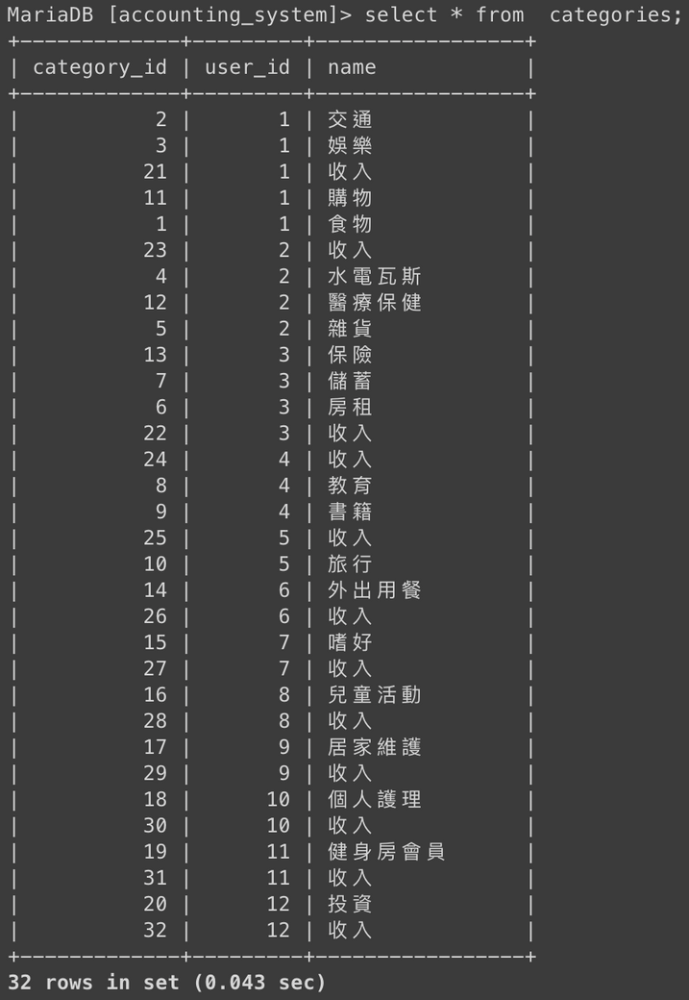 MariaDB [accounting_system]> select * from  categories;
+-------------+---------+------------------+
| category_id | user_id | name             |
+-------------+---------+------------------+
|           2 |       1 | 交通             |
|           3 |       1 | 娛樂             |
|          21 |       1 | 收入             |
|          11 |       1 | 購物             |
|           1 |       1 | 食物             |
|          23 |       2 | 收入             |
|           4 |       2 | 水電瓦斯         |
|          12 |       2 | 醫療保健         |
|           5 |       2 | 雜貨             |
|          13 |       3 | 保險             |
|           7 |       3 | 儲蓄             |
|           6 |       3 | 房租             |
|          22 |       3 | 收入             |
|          24 |       4 | 收入             |
|           8 |       4 | 教育             |
|           9 |       4 | 書籍             |
|          25 |       5 | 收入             |
|          10 |       5 | 旅行             |
|          14 |       6 | 外出用餐         |
|          26 |       6 | 收入             |
|          15 |       7 | 嗜好             |
|          27 |       7 | 收入             |
|          16 |       8 | 兒童活動         |
|          28 |       8 | 收入             |
|          17 |       9 | 居家維護         |
|          29 |       9 | 收入             |
|          18 |      10 | 個人護理         |
|          30 |      10 | 收入             |
|          19 |      11 | 健身房會員       |
|          31 |      11 | 收入             |
|          20 |      12 | 投資             |
|          32 |      12 | 收入             |
+-------------+---------+------------------+
32 rows in set (0.043 sec)